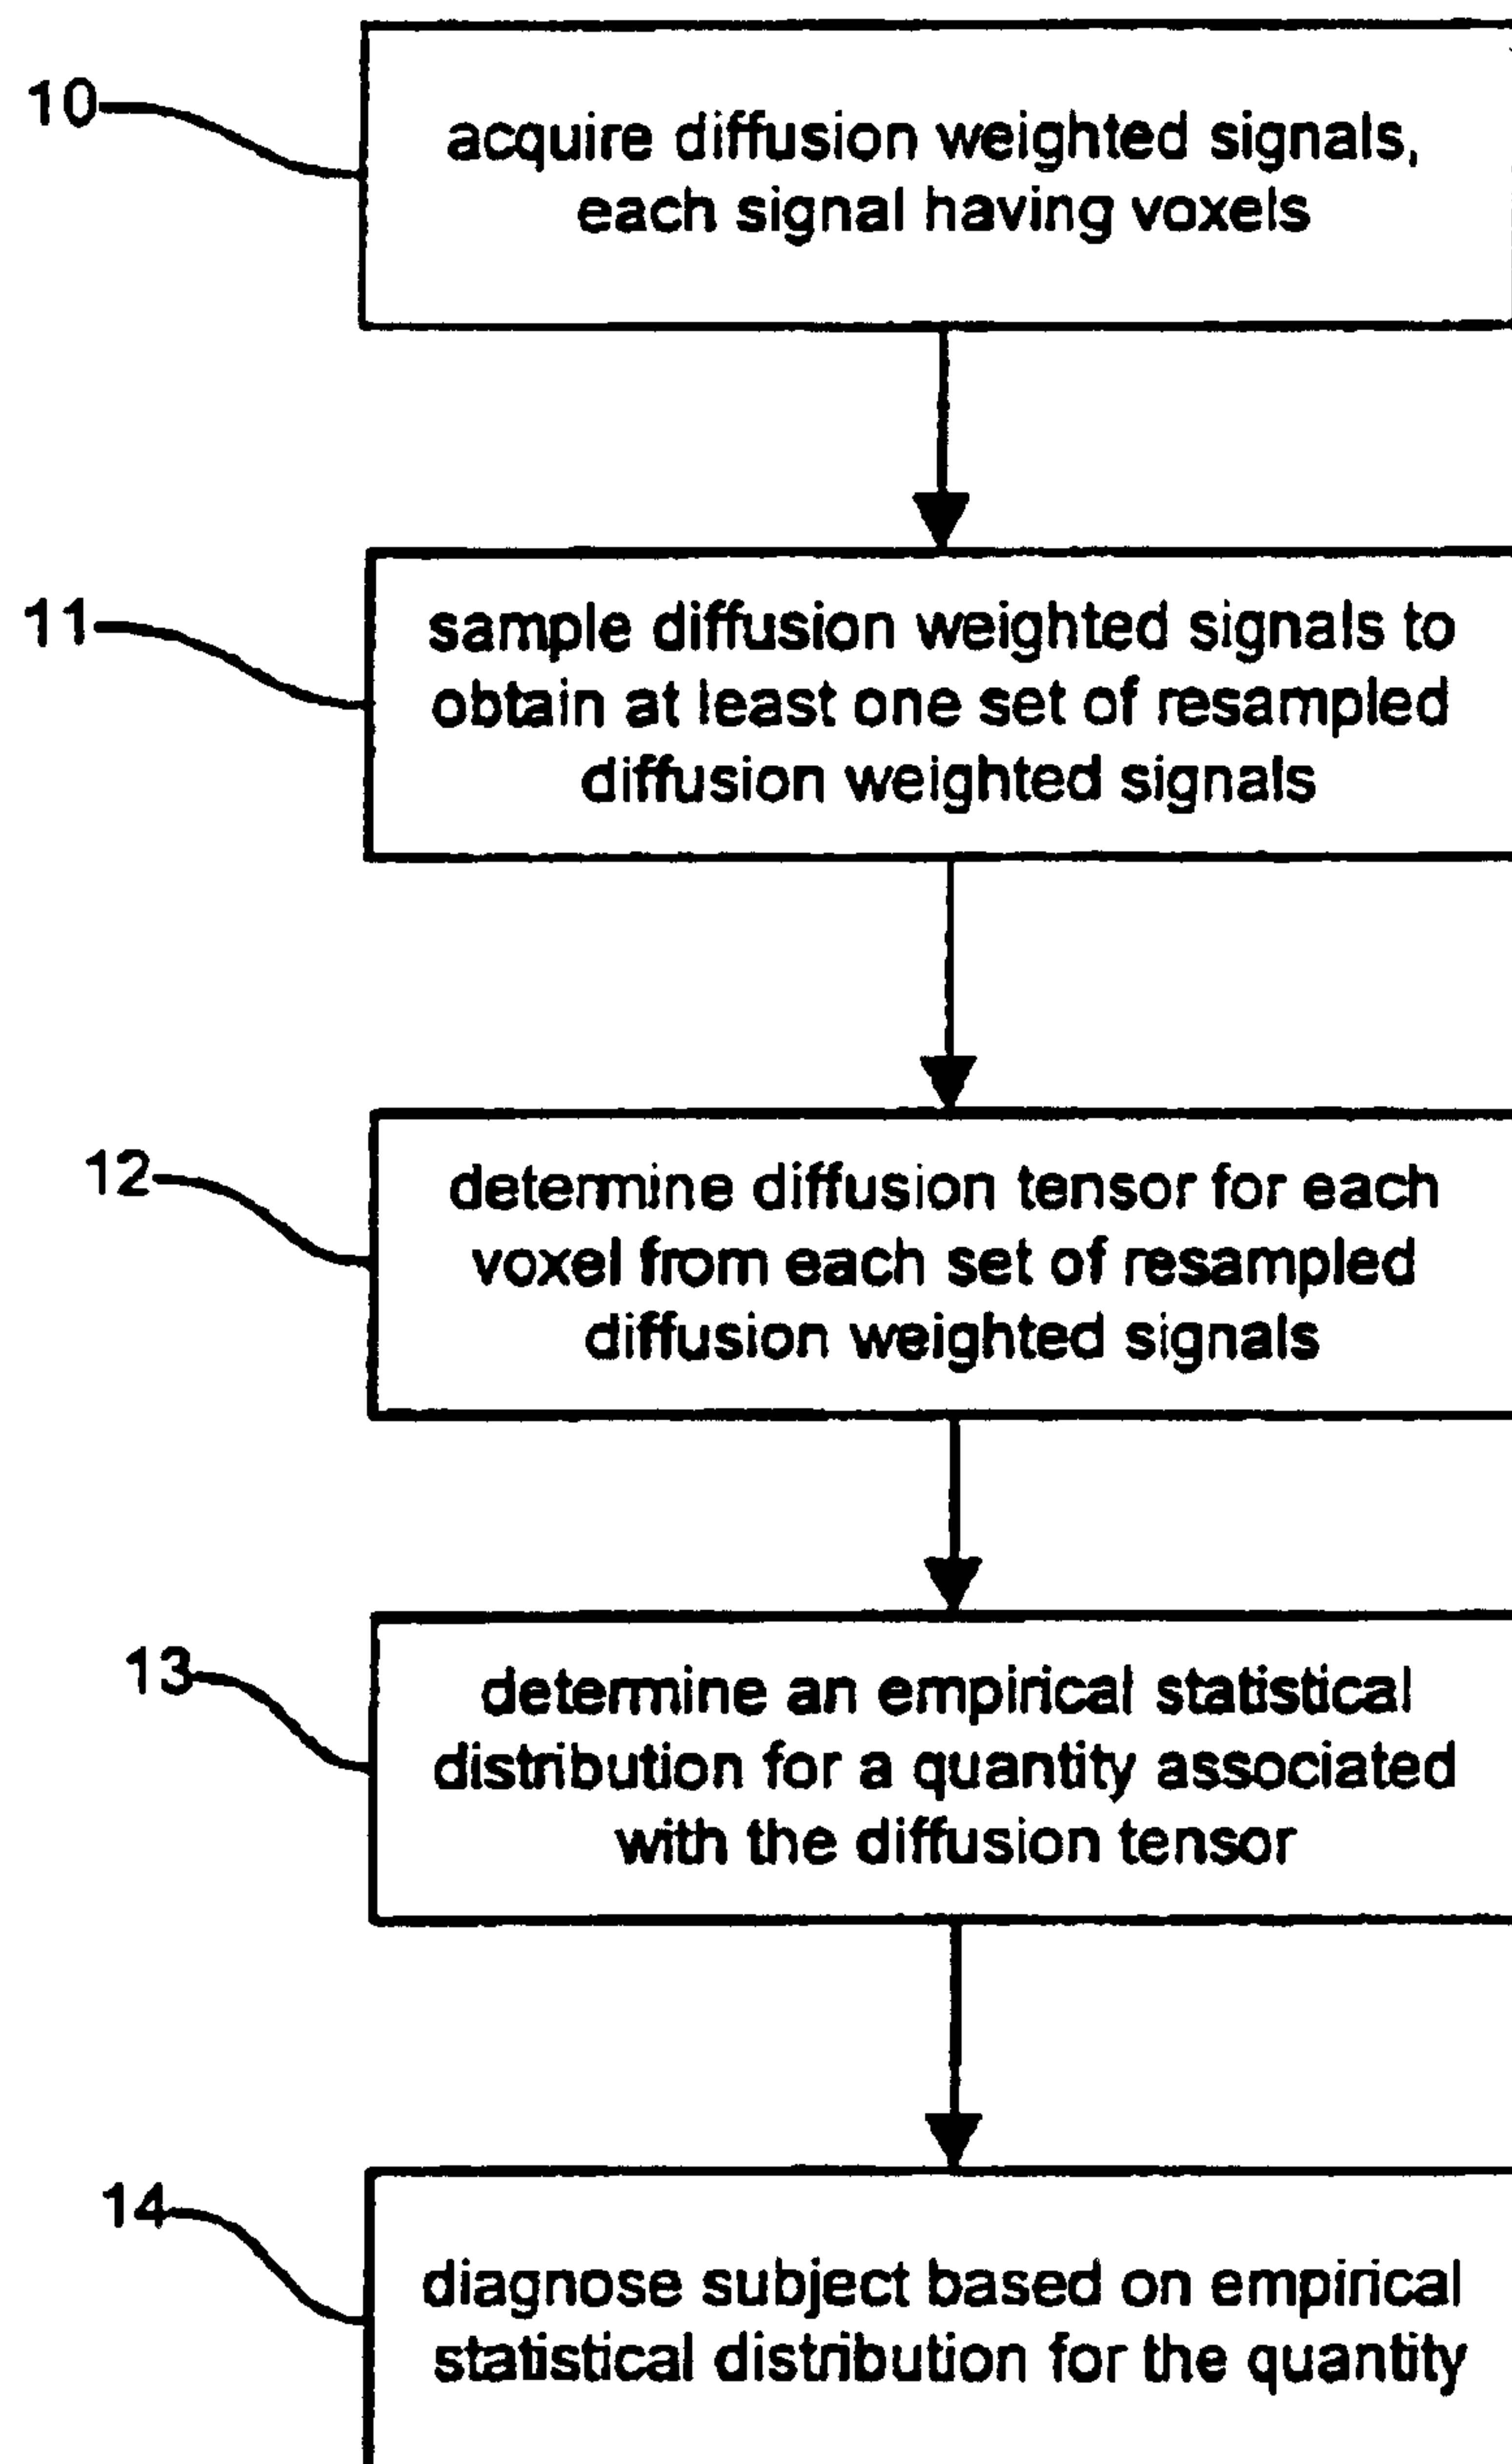 10
acquire diffusion weighted signals,
each signal having voxels
11
sample diffusion weighted signals to
obtain at least one set of resampled
diffusion weighted signals
12
determine diffusion tensor for each
voxel from each set of resampled
diffusion weighted signals
13
determine an empirical statistical
distribution for a quantity associated
with the diffusion tensor
14
diagnose subject based on empirical
statistical distribution for the quantity